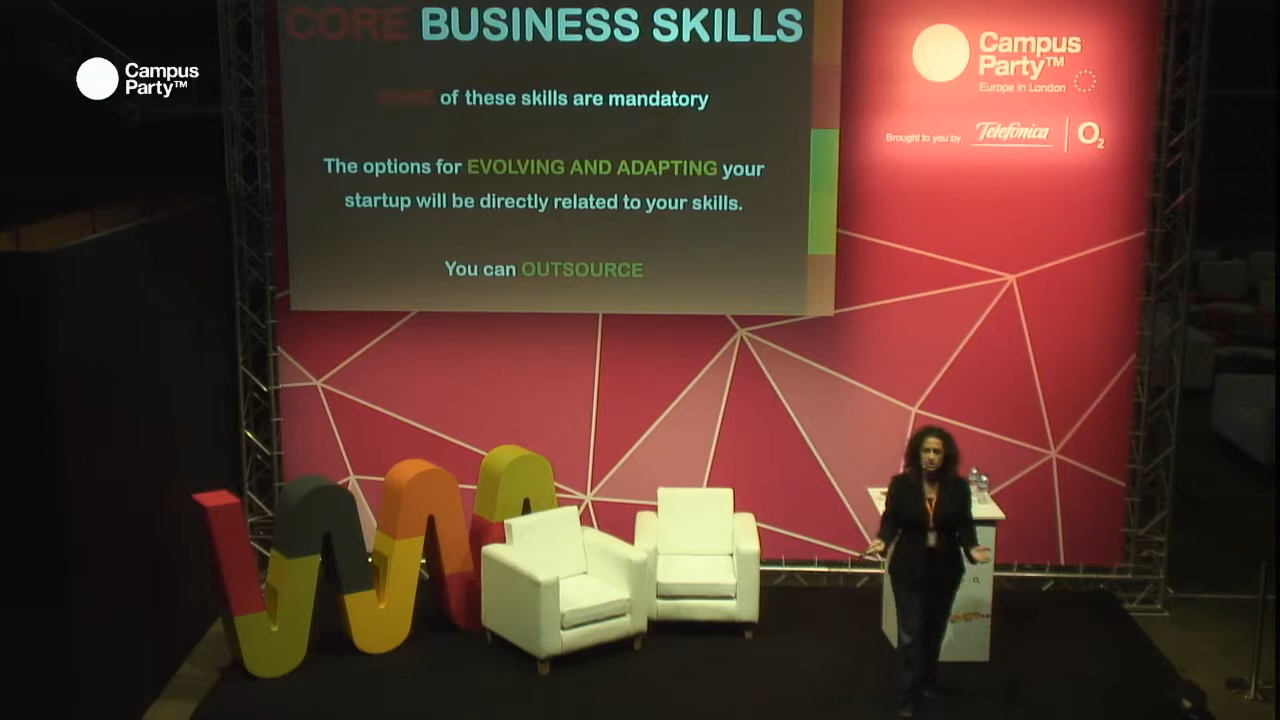 CORE BUSINESS SKILLS
NONE of these skills are mandatory
The options for EVOLVING AND ADAPTING your
startup will be directly related to your skills.
You can OUTSOURCE
Campus
Party™
Campus
Party™
Europe in London
Brought to you by Telefónica O2